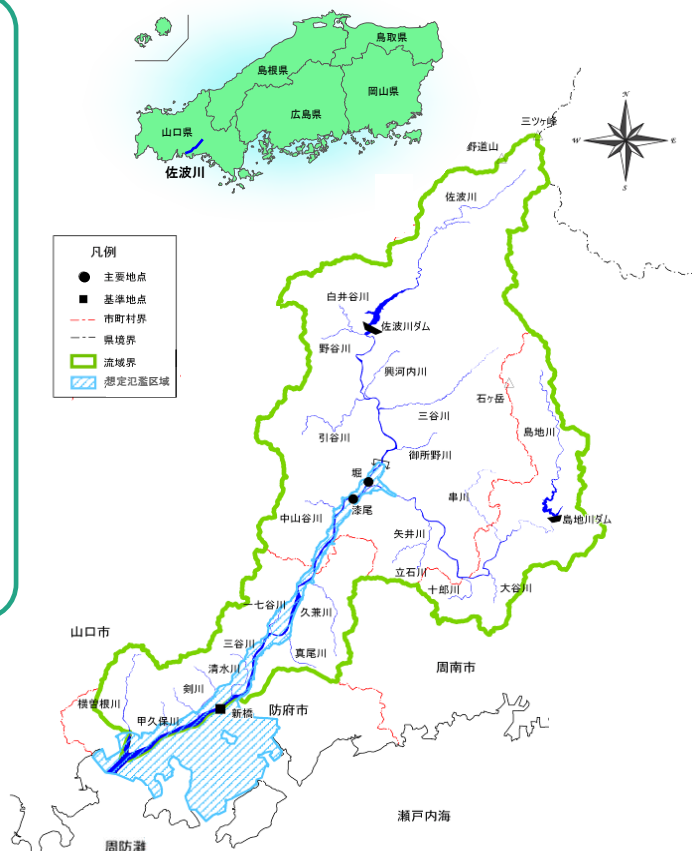 鳥取県
島根県
岡山県
広島県
山口県
佐波川
N
W
E
S
三ツヶ峰
野道山
佐波川
凡例
主要地点
基準地点
市町村界
県境界
流域界
想定氾濫区域
白井谷川
佐波川ダム
野谷川
興河内川
石ヶ岳
三谷川
島地川
引谷川
御所野川
堀
串川
漆尾
中山谷川
島地川ダム
矢井川
立石川
十郎川
大谷川
一七谷川
久兼川
山口市
三谷川
真尾川
清水川
周南市
剣川
横曽根川
新橋
防府市
甲久保川
瀬戸内海
周防灘